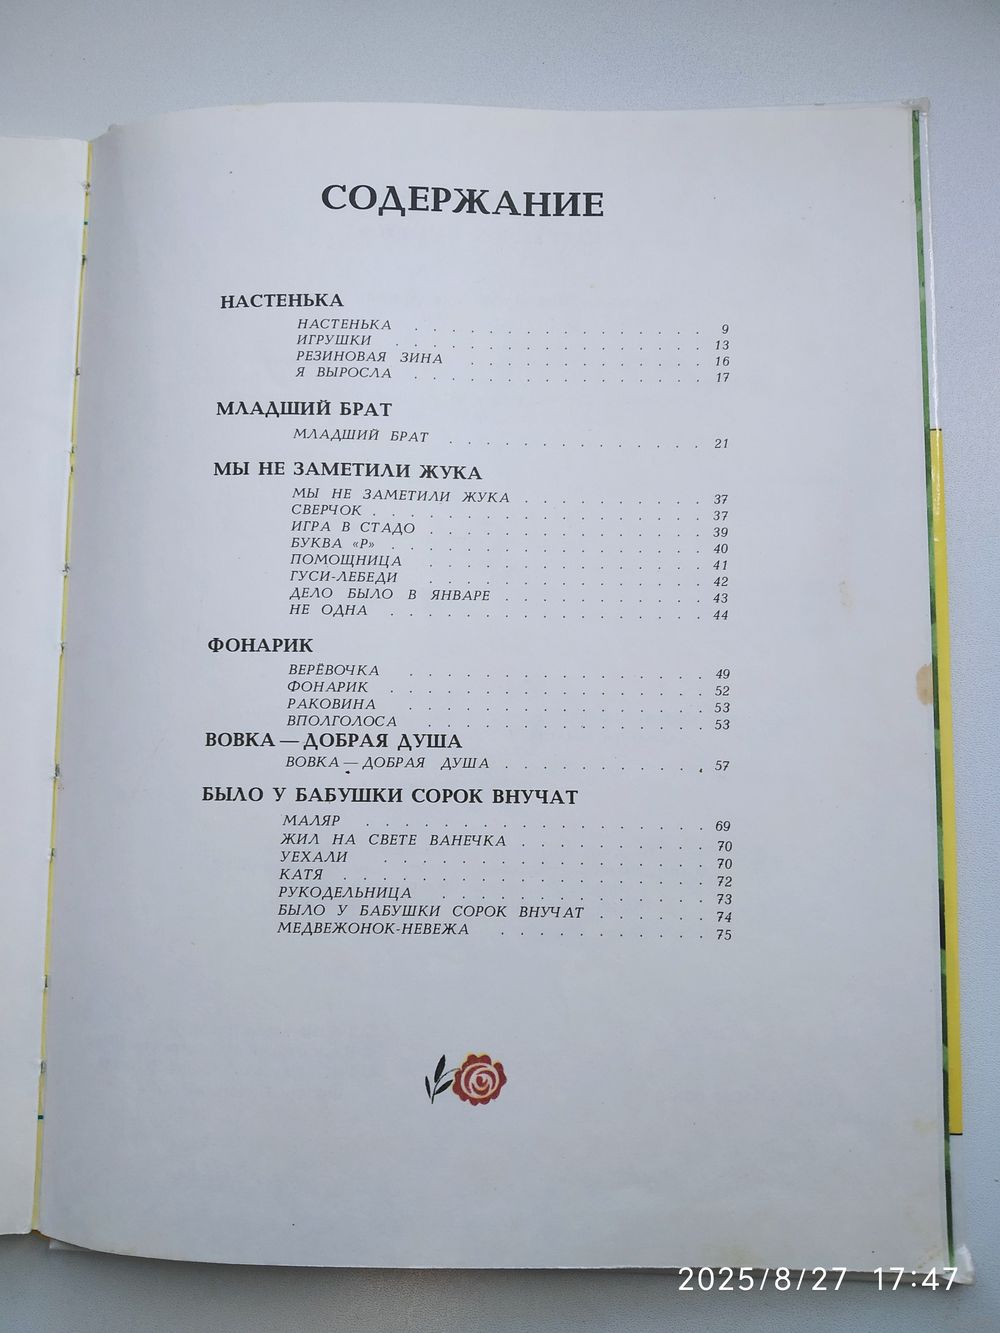 СОДЕРЖАНИЕ
НАСТЕНЬКА
НАСТЕНЬКА . . . . . . . . . . . . . . . . 9
ИГРУШКИ . . . . . . . . . . . . . . . . . 13
РЕЗИНОВАЯ ЗИНА . . . . . . . . . . . . . 16
Я ВЫРОСЛА . . . . . . . . . . . . . . . . 17
МЛАДШИЙ БРАТ
МЛАДШИЙ БРАТ . . . . . . . . . . . . . . 21
МЫ НЕ ЗАМЕТИЛИ ЖУКА
МЫ НЕ ЗАМЕТИЛИ ЖУКА . . . . . . . . . . 37
СВЕРЧОК . . . . . . . . . . . . . . . . . . 37
ИГРА В СТАДО . . . . . . . . . . . . . . . 39
БУКВА «Р» . . . . . . . . . . . . . . . . . 40
ПОМОЩНИЦА . . . . . . . . . . . . . . . 41
ГУСИ-ЛЕБЕДИ . . . . . . . . . . . . . . . 42
ДЕЛО БЫЛО В ЯНВАРЕ . . . . . . . . . . . 43
НЕ ОДНА . . . . . . . . . . . . . . . . . 44
ФОНАРИК
ВЕРЁВОЧКА . . . . . . . . . . . . . . . . 49
ФОНАРИК . . . . . . . . . . . . . . . . . 52
РАКОВИНА . . . . . . . . . . . . . . . . 53
ВПОЛГОЛОСА . . . . . . . . . . . . . . . 53
ВОВКА — ДОБРАЯ ДУША
ВОВКА — ДОБРАЯ ДУША . . . . . . . . . . . 57
БЫЛО У БАБУШКИ СОРОК ВНУЧАТ
МАЛЯР . . . . . . . . . . . . . . . . . . . 69
ЖИЛ НА СВЕТЕ ВАНЕЧКА . . . . . . . . . . 70
УЕХАЛИ . . . . . . . . . . . . . . . . . . 70
КАТЯ . . . . . . . . . . . . . . . . . . . . 72
РУКОДЕЛЬНИЦА . . . . . . . . . . . . . . 73
БЫЛО У БАБУШКИ СОРОК ВНУЧАТ . . . . . . 74
МЕДВЕЖОНОК-НЕВЕЖА . . . . . . . . . . . 75
2025/8/27 17:47